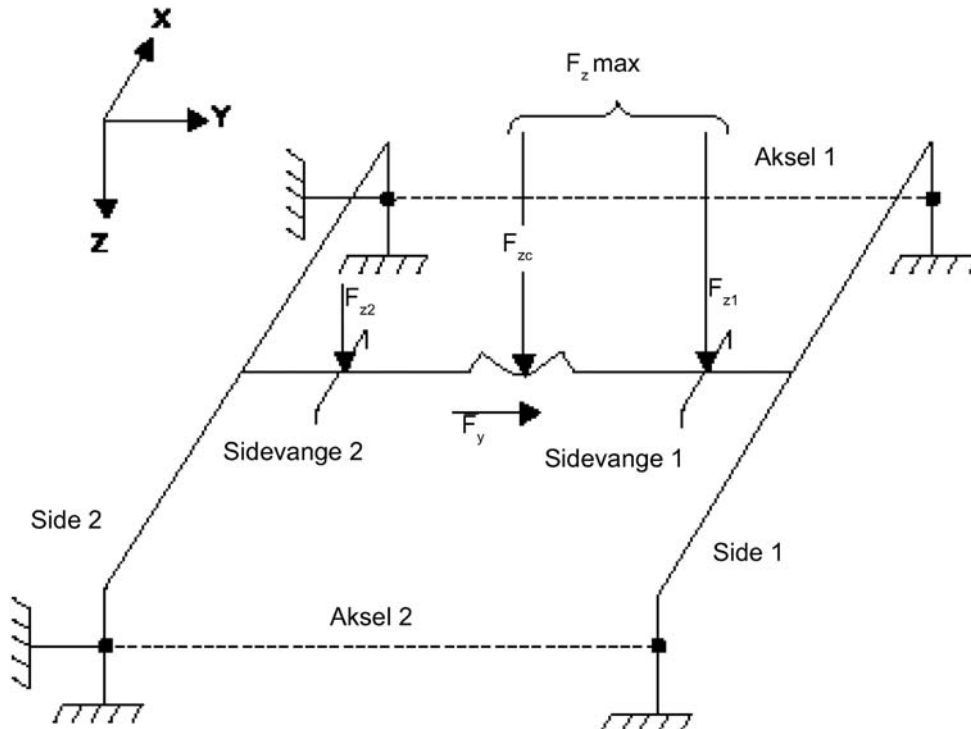 X
F_z max
Y
Aksel 1
Z
F_zc
F_z2
F_z1
F_y
Sidevange 2
Sidevange 1
Side 2
Side 1
Aksel 2